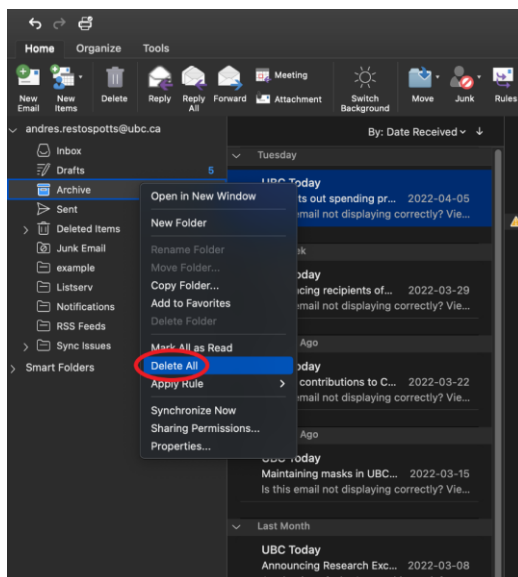 Home Organize Tools
New Email
New Items
Delete
Reply
Reply All
Forward
Meeting
Attachment
Switch Background
Move
Junk
Rules
andres.restospotts@ubc.ca
Inbox
Drafts 5
Archive
Sent
Deleted Items
Junk Email
example
Listserv
Notifications
RSS Feeds
Sync Issues
Smart Folders
Open in New Window
New Folder
Rename Folder
Move Folder...
Copy Folder...
Add to Favorites
Delete Folder
Mark All as Read
Delete All
Apply Rule
Synchronize Now
Sharing Permissions...
Properties...
By: Date Received
Tuesday
UBC Today
out spending pr... 2022-04-05
email not displaying correctly? Vie...
recipients of... 2022-03-29
email not displaying correctly? Vie...
Ago
contributions to C... 2022-03-22
email not displaying correctly? Vie...
Ago
UBC Today
Maintaining masks in UBC... 2022-03-15
Is this email not displaying correctly? Vie...
Last Month
UBC Today
Announcing Research Exc... 2022-03-08